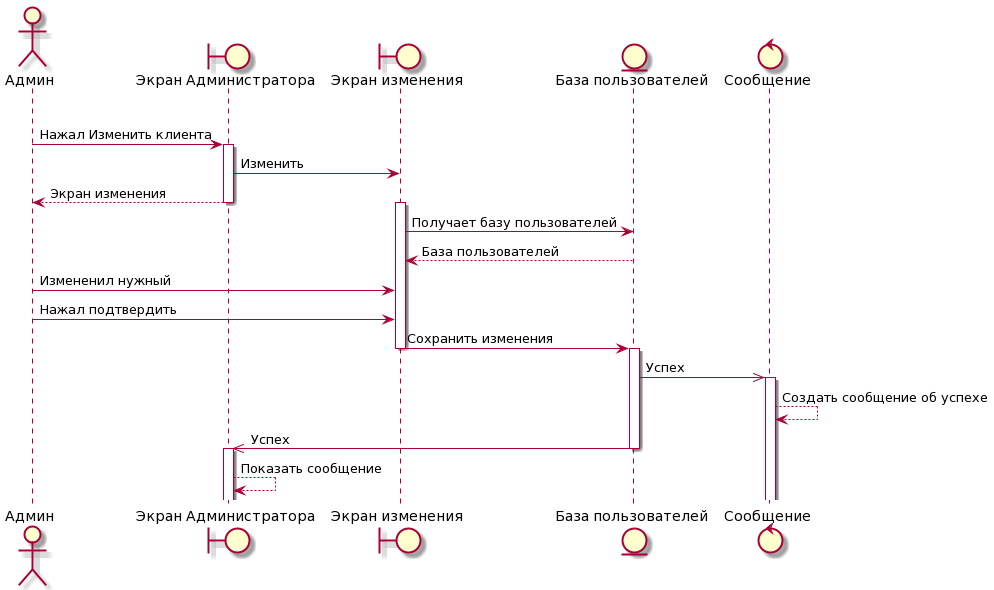 Админ
Экран Администратора
Экран изменения
База пользователей
Сообщение
Нажал Изменить клиента
Изменить
Экран изменения
Получает базу пользователей
База пользователей
Измененил нужный
Нажал подтвердить
Сохранить изменения
Успех
Создать сообщение об успехе
Успех
Показать сообщение
Админ
Экран Администратора
Экран изменения
База пользователей
Сообщение